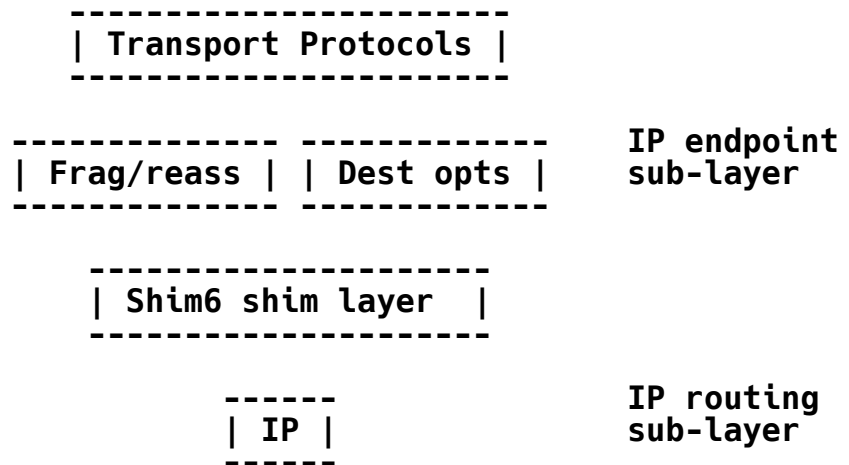 -----------------------
| Transport Protocols |
-----------------------
-------------- ------------- IP endpoint
| Frag/reass | | Dest opts | sub-layer
-------------- -------------
---------------------
| Shim6 shim layer  |
---------------------
------ IP routing
| IP | sub-layer
------